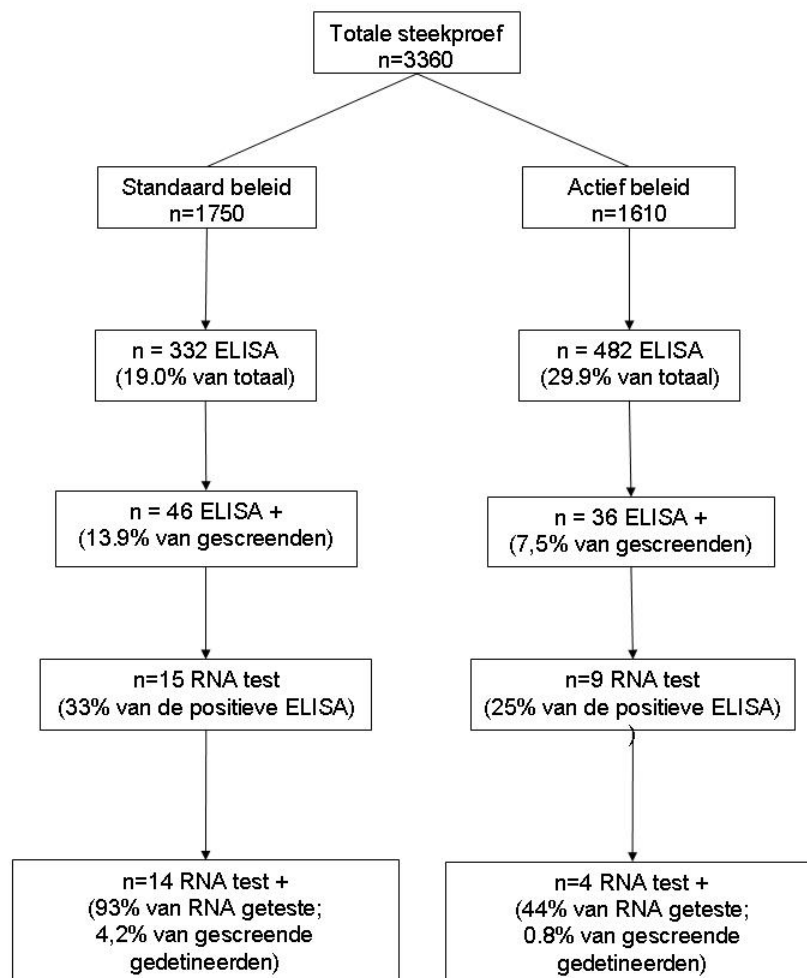 Totale steekproef
n=3360
Standaard beleid
n=1750
Actief beleid
n=1610
n = 332 ELISA
(19.0% van totaal)
n = 482 ELISA
(29.9% van totaal)
n = 46 ELISA +
(13.9% van gescreenden)
n = 36 ELISA +
(7,5% van gescreenden)
n=15 RNA test
(33% van de positieve ELISA)
n=9 RNA test
(25% van de positieve ELISA)
)
n=14 RNA test +
(93% van RNA geteste;
4,2% van gescreende
gedetineerden)
n=4 RNA test +
(44% van RNA geteste;
0.8% van gescreende
gedetineerden)